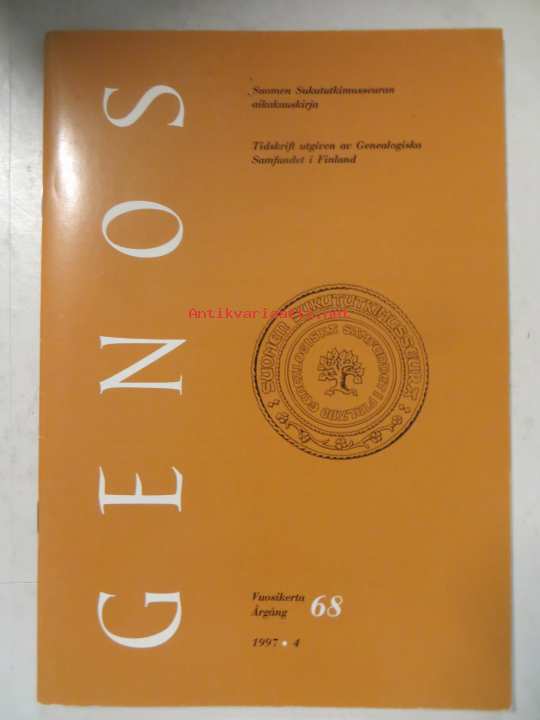 GENOS
Suomen Sukututkimusseuran
aikakauskirja
Tidskrift utgiven av Genealogiska
Samfundet i Finland
Antikvariaatti.net
SUOMEN SUKUTUTKIMUSSEURA
GENEALOGISKA SAMFUNDET I FINLAND
Vuosikerta
Årgång
68
1997 • 4